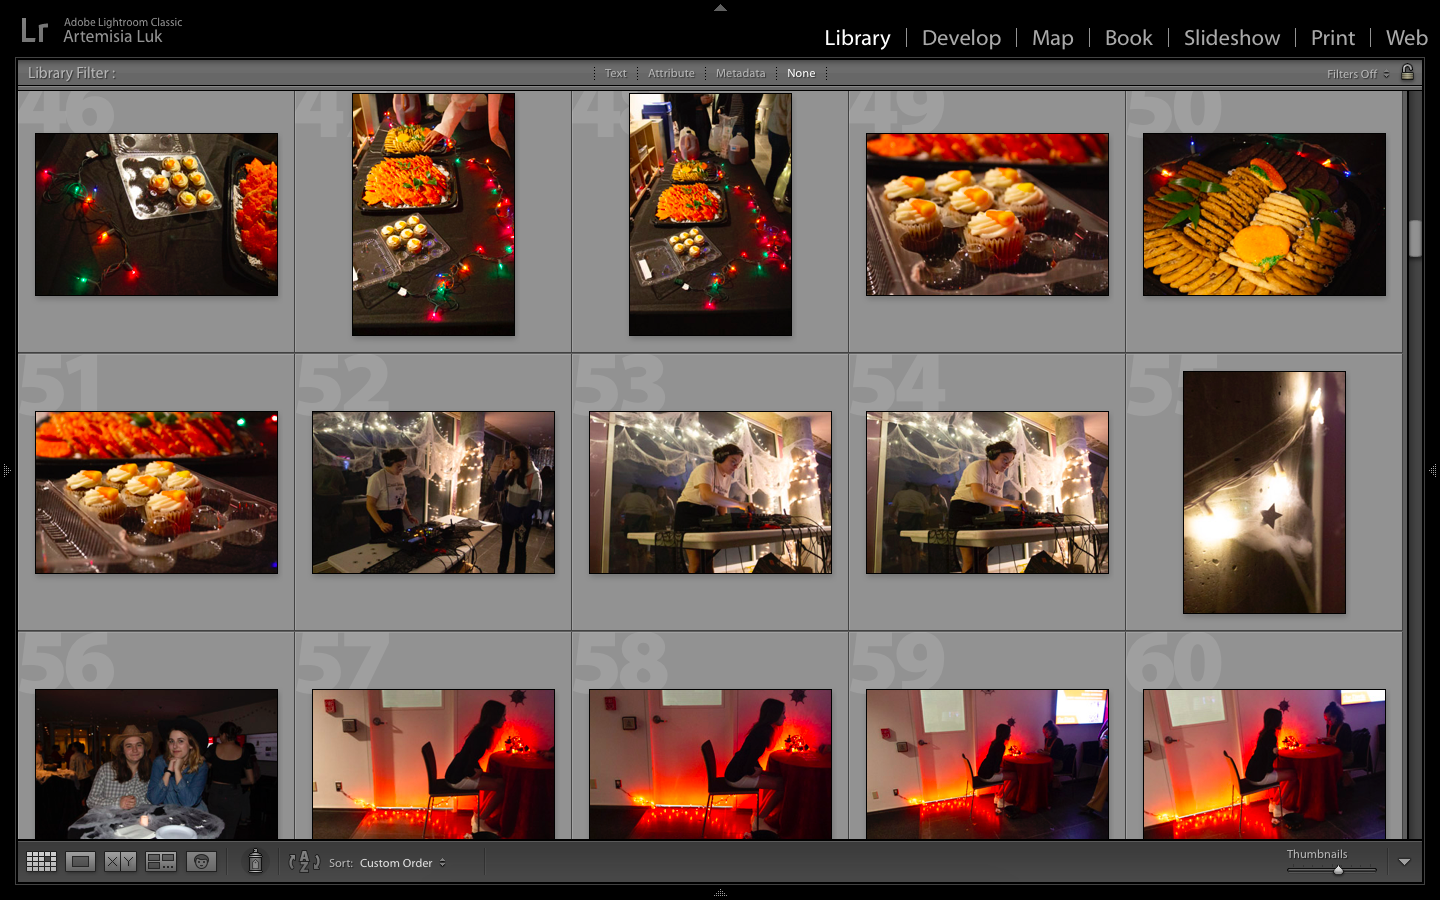 Lr
Adobe Lightroom Classic
Artemisia Luk
Library Develop Map Book Slideshow Print Web
Library Filter :
Text Attribute Metadata None
Filters Off
46 47 48 49 50
51 52 53 54 55
56 57 58 59 60
XY
AZ
Sort: Custom Order
Thumbnails